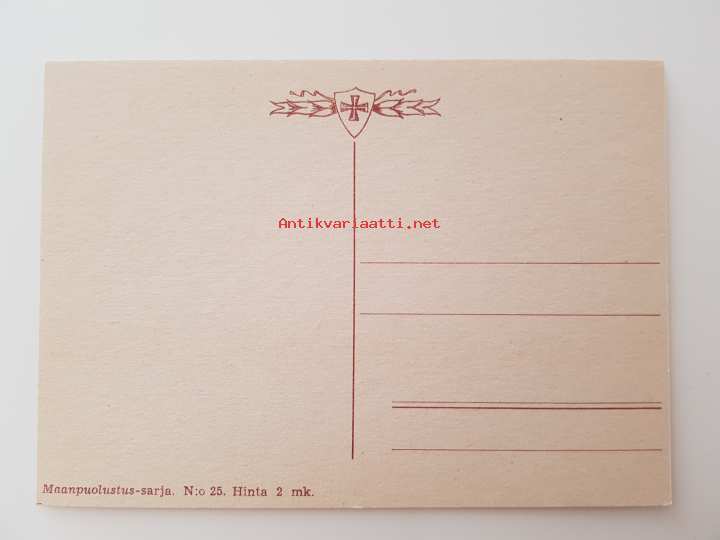 Antikvariaatti.net
Maanpuolustus-sarja. N:o 25. Hinta 2 mk.